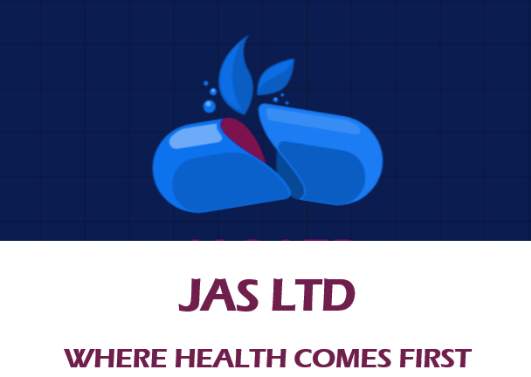 JAS LTD
WHERE HEALTH COMES FIRST